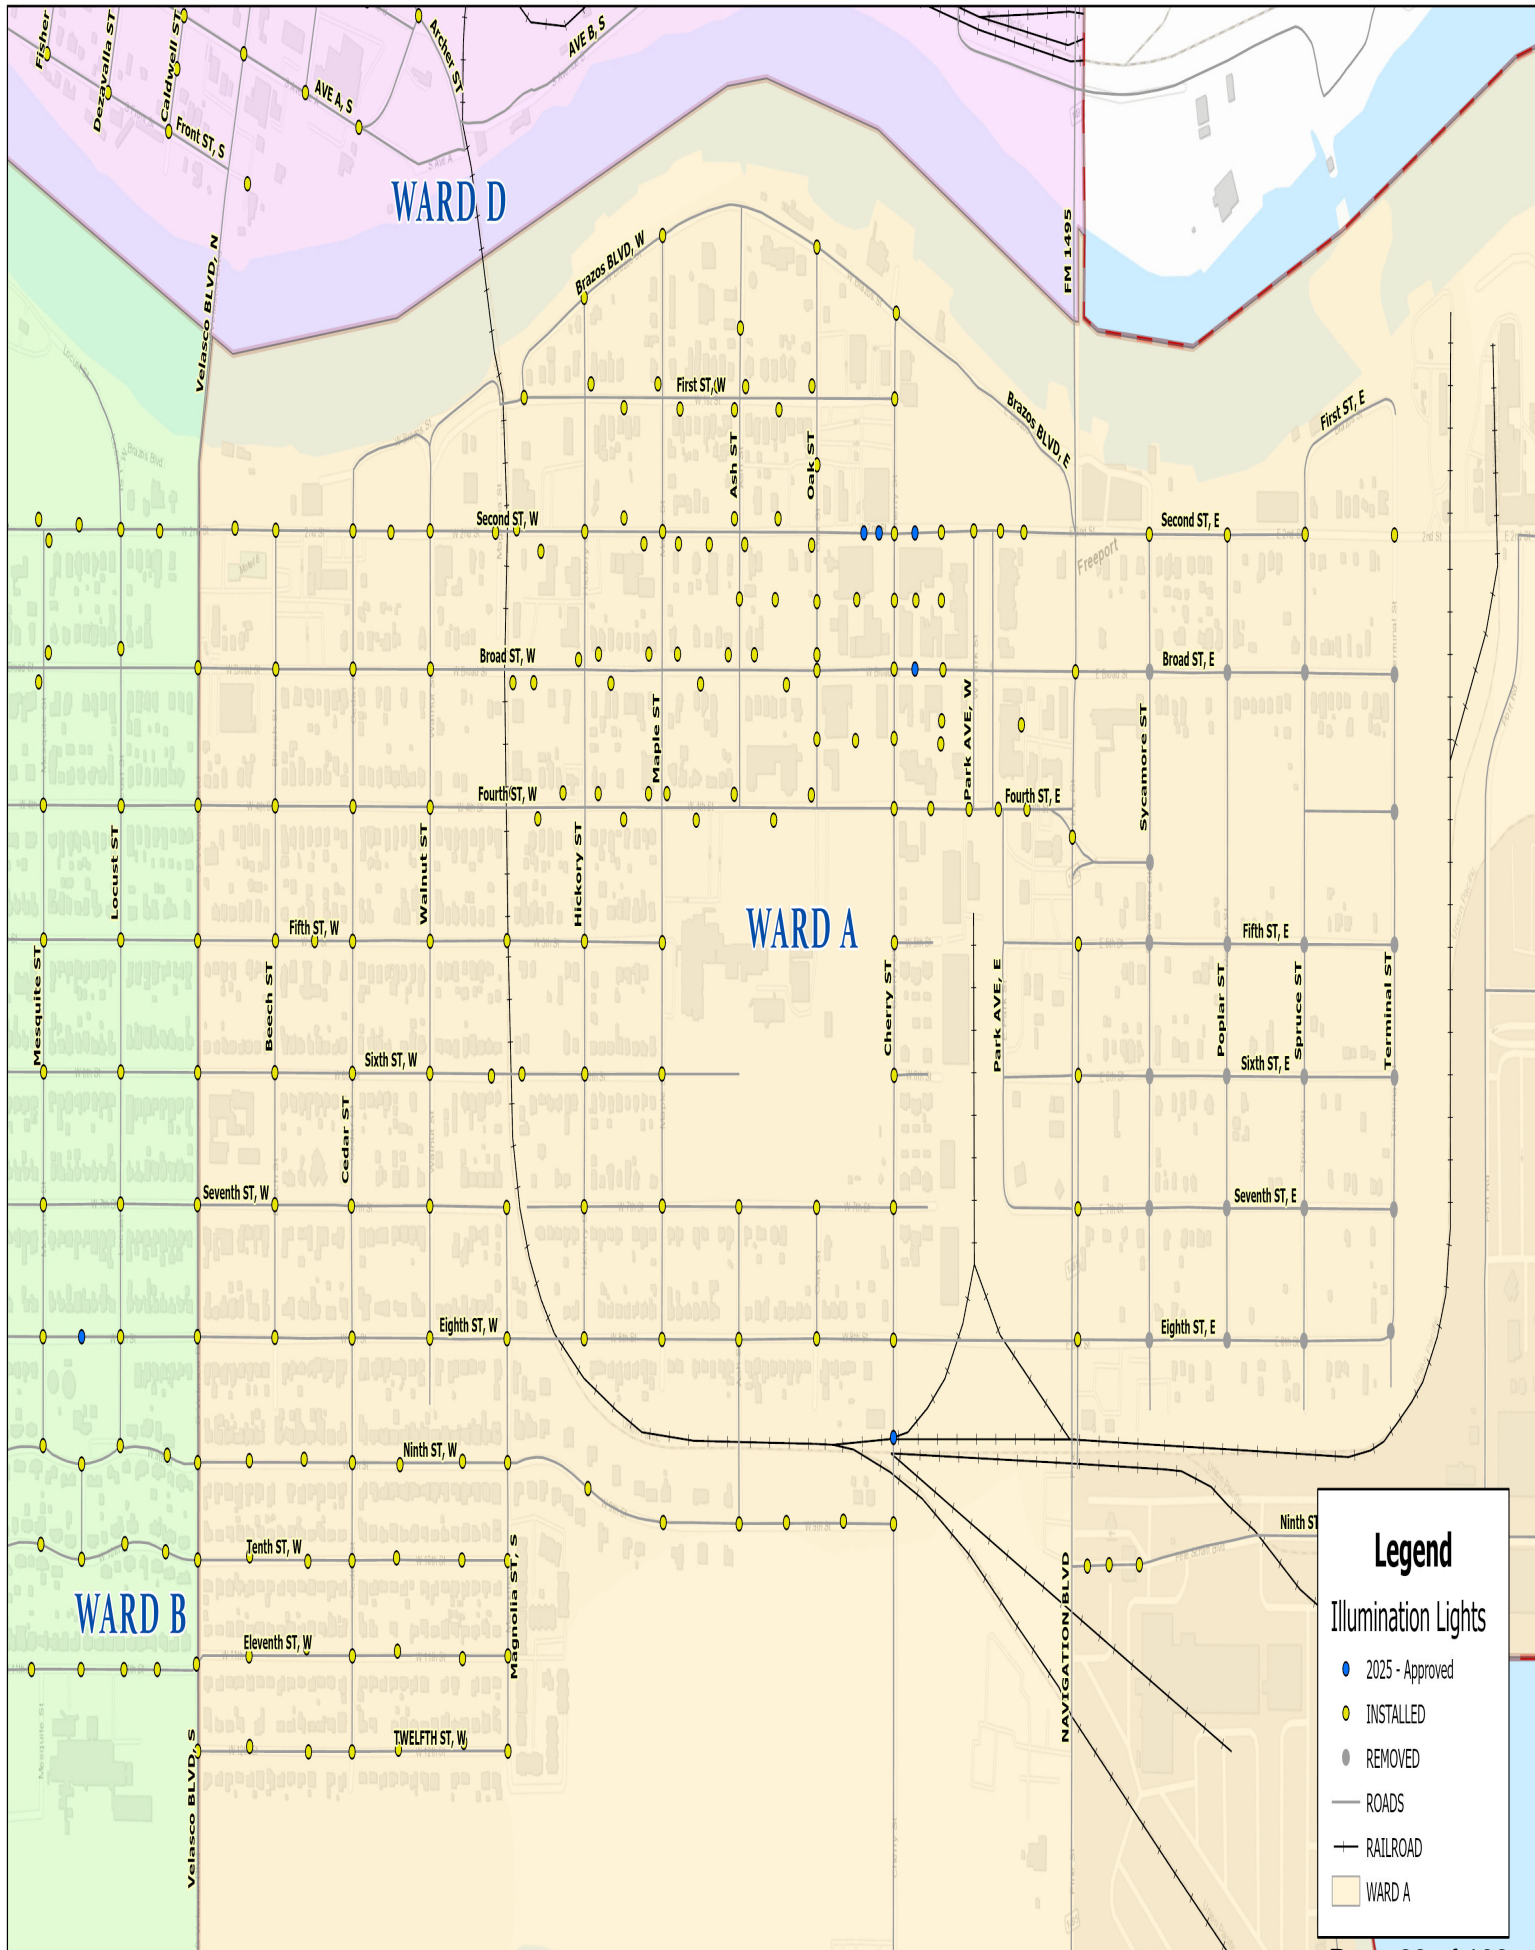 Fisher
Dezavalla ST
Caldwell ST
Archer ST
AVE B, S
AVE A, S
Front ST, S
S Ave A
WARD D
Velasco BLVD, N
FM 1495
Brazos BLVD, W
First ST, W
Brazos BLVD, E
First ST, E
Ash ST
Oak ST
Second ST, W
Second ST, E
Freeport
Broad ST, W
Broad ST, E
Maple ST
Park AVE, W
Sycamore ST
Fourth ST, W
Fourth ST, E
Locust ST
Walnut ST
Hickory ST
WARD A
Fifth ST, W
Fifth ST, E
Mesquite ST
Beech ST
Cherry ST
Park AVE, E
Poplar ST
Spruce ST
Terminal ST
Sixth ST, W
Sixth ST, E
Cedar ST
Seventh ST, W
Seventh ST, E
Eighth ST, W
Eighth ST, E
Ninth ST, W
Ninth ST
Tenth ST, W
Magnolia ST, S
NAVIGATION BLVD
WARD B
Eleventh ST, W
TWELFTH ST, W
Velasco BLVD, S
Legend
Illumination Lights
2025 - Approved
INSTALLED
REMOVED
ROADS
RAILROAD
WARD A